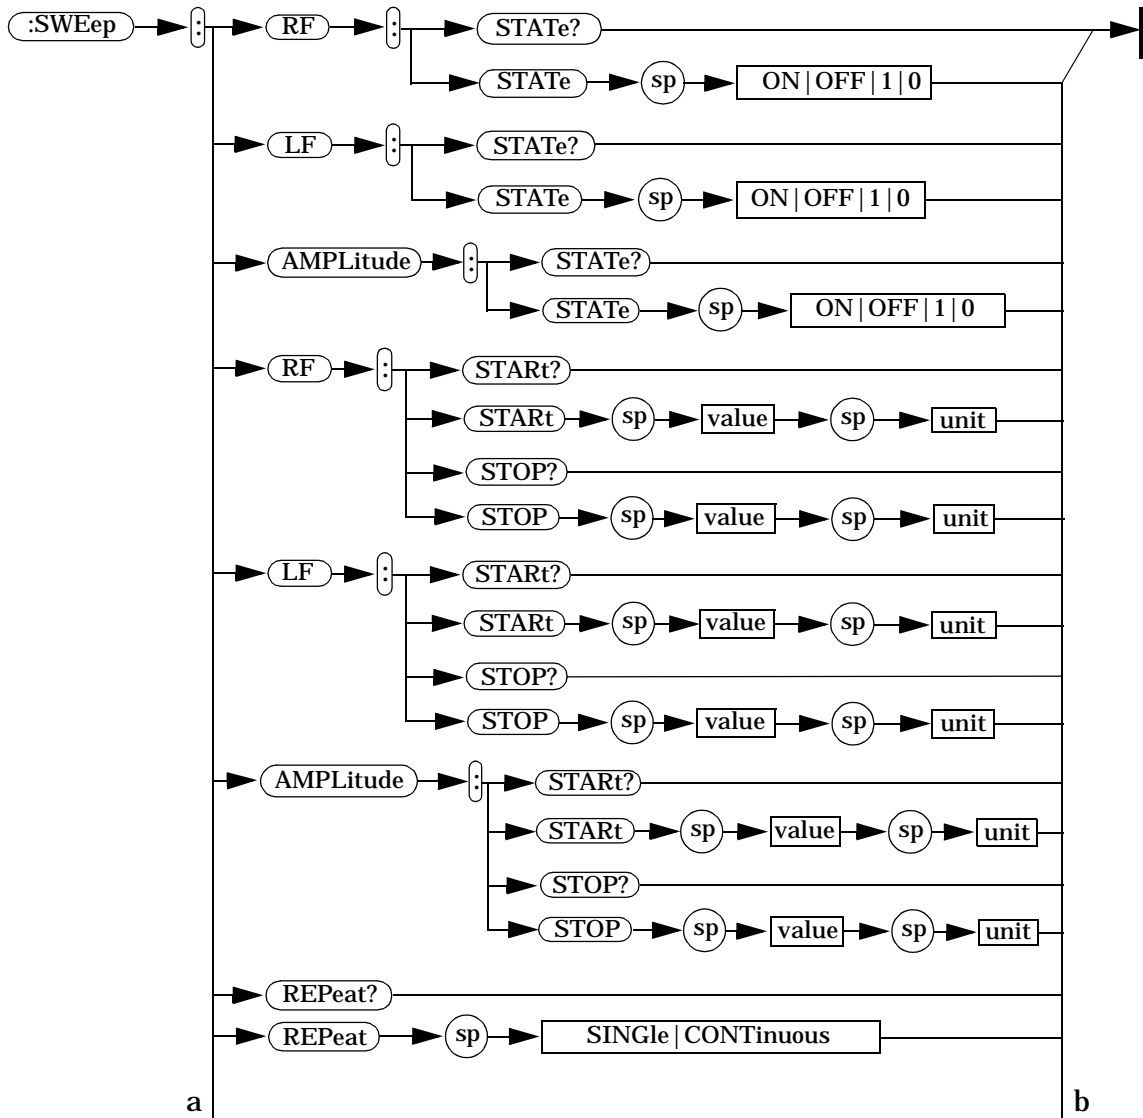 :SWEep : RF : STATe?
STATe sp ON|OFF|1|0
LF : STATe?
STATe sp ON|OFF|1|0
AMPLitude : STATe?
STATe sp ON|OFF|1|0
RF : STARt?
STARt sp value sp unit
STOP?
STOP sp value sp unit
LF : STARt?
STARt sp value sp unit
STOP?
STOP sp value sp unit
AMPLitude : STARt?
STARt sp value sp unit
STOP?
STOP sp value sp unit
REPeat?
REPeat sp SINGle|CONTinuous
a b